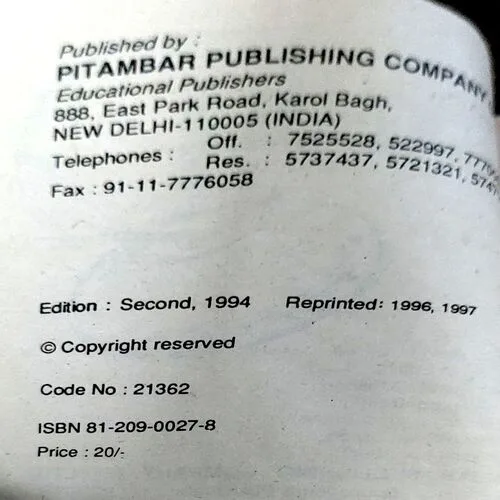 Published by :
PITAMBAR PUBLISHING COMPANY
Educational Publishers
888, East Park Road, Karol Bagh,
NEW DELHI-110005 (INDIA)
Telephones : Off. : 7525528, 522997,
Res. : 5737437, 5721321,
Fax : 91-11-7776058
Edition : Second, 1994 Reprinted: 1996, 1997
© Copyright reserved
Code No : 21362
ISBN 81-209-0027-8
Price : 20/-